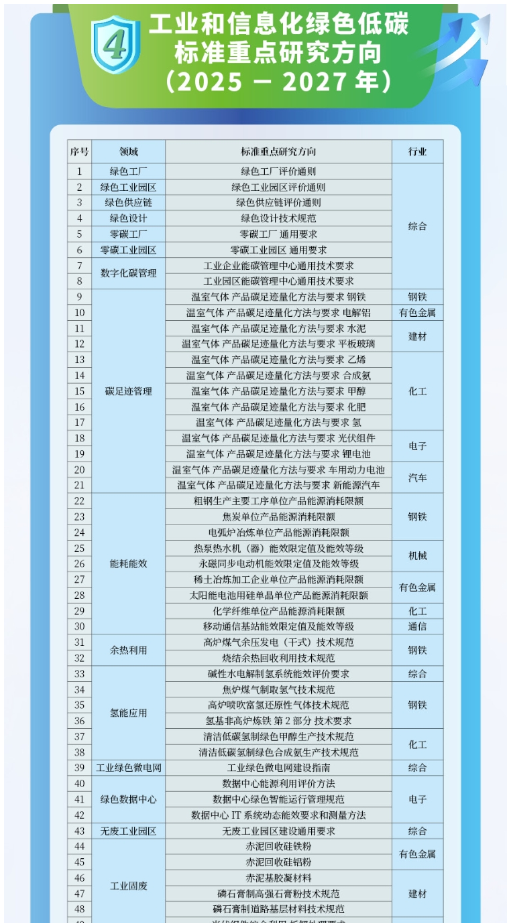 4
工业和信息化绿色低碳
标准重点研究方向
（2025 — 2027 年）
序号 领域 标准重点研究方向 行业
1 绿色工厂 绿色工厂评价通则 综合
2 绿色工业园区 绿色工业园区评价通则
3 绿色供应链 绿色供应链评价通则
4 绿色设计 绿色设计技术规范
5 零碳工厂 零碳工厂 通用要求
6 零碳工业园区 零碳工业园区 通用要求
7 数字化碳管理 工业企业能碳管理中心通用技术要求
8 工业园区能碳管理中心通用技术要求
9 碳足迹管理 温室气体 产品碳足迹量化方法与要求 钢铁 钢铁
10 温室气体 产品碳足迹量化方法与要求 电解铝 有色金属
11 温室气体 产品碳足迹量化方法与要求 水泥 建材
12 温室气体 产品碳足迹量化方法与要求 平板玻璃
13 温室气体 产品碳足迹量化方法与要求 乙烯 化工
14 温室气体 产品碳足迹量化方法与要求 合成氨
15 温室气体 产品碳足迹量化方法与要求 甲醇
16 温室气体 产品碳足迹量化方法与要求 化肥
17 温室气体 产品碳足迹量化方法与要求 氢
18 温室气体 产品碳足迹量化方法与要求 光伏组件 电子
19 温室气体 产品碳足迹量化方法与要求 锂电池
20 温室气体 产品碳足迹量化方法与要求 车用动力电池 汽车
21 温室气体 产品碳足迹量化方法与要求 新能源汽车
22 能耗能效 粗钢生产主要工序单位产品能源消耗限额 钢铁
23 焦炭单位产品能源消耗限额
24 电弧炉冶炼单位产品能源消耗限额
25 热泵热水机（器）能效限定值及能效等级 机械
26 永磁同步电动机能效限定值及能效等级
27 稀土冶炼加工企业单位产品能源消耗限额 有色金属
28 太阳能电池用硅单晶单位产品能源消耗限额
29 化学纤维单位产品能源消耗限额 化工
30 移动通信基站能效限定值及能效等级 通信
31 余热利用 高炉煤气余压发电（干式）技术规范 钢铁
32 烧结余热回收利用技术规范
33 氢能应用 碱性水电解制氢系统能效评价要求 综合
34 焦炉煤气制取氢气技术规范 钢铁
35 高炉喷吹富氢还原性气体技术规范
36 氢基非高炉炼铁 第 2 部分 技术要求
37 清洁低碳氢制绿色甲醇生产技术规范 化工
38 清洁低碳氢制绿色合成氨生产技术规范
39 工业绿色微电网 工业绿色微电网建设指南 综合
40 绿色数据中心 数据中心能源利用评价方法 电子
41 数据中心绿色智能运行管理规范
42 数据中心 IT 系统动态能效要求和测量方法
43 无废工业园区 无废工业园区建设通用要求 综合
44 工业固废 赤泥回收硅铁粉 有色金属
45 赤泥回收硅铝粉
46 赤泥基胶凝材料 建材
47 磷石膏制高强石膏粉技术规范
48 磷石膏制道路基层材料技术规范